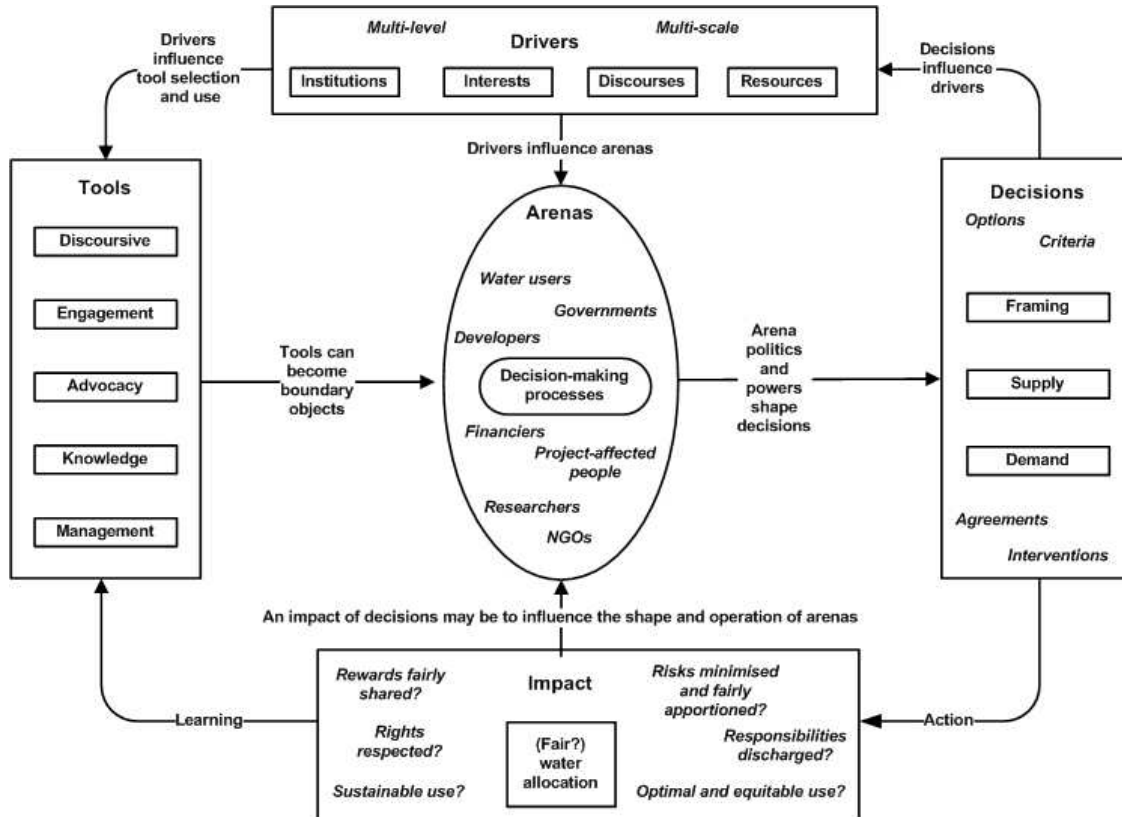 Multi-level
Multi-scale
Drivers
Institutions
Interests
Discourses
Resources
Drivers
influence
tool selection
and use
Decisions
influence
drivers
Drivers influence arenas
Tools
Discoursive
Engagement
Advocacy
Knowledge
Management
Tools can
become
boundary
objects
Arenas
Water users
Governments
Developers
Decision-making
processes
Financiers
Project-affected
people
Researchers
NGOs
Arena
politics
and
powers
shape
decisions
Decisions
Options
Criteria
Framing
Supply
Demand
Agreements
Interventions
An impact of decisions may be to influence the shape and operation of arenas
Learning
Action
Impact
Rewards fairly
shared?
Rights
respected?
Sustainable use?
(Fair?)
water
allocation
Risks minimised
and fairly
apportioned?
Responsibilities
discharged?
Optimal and equitable use?